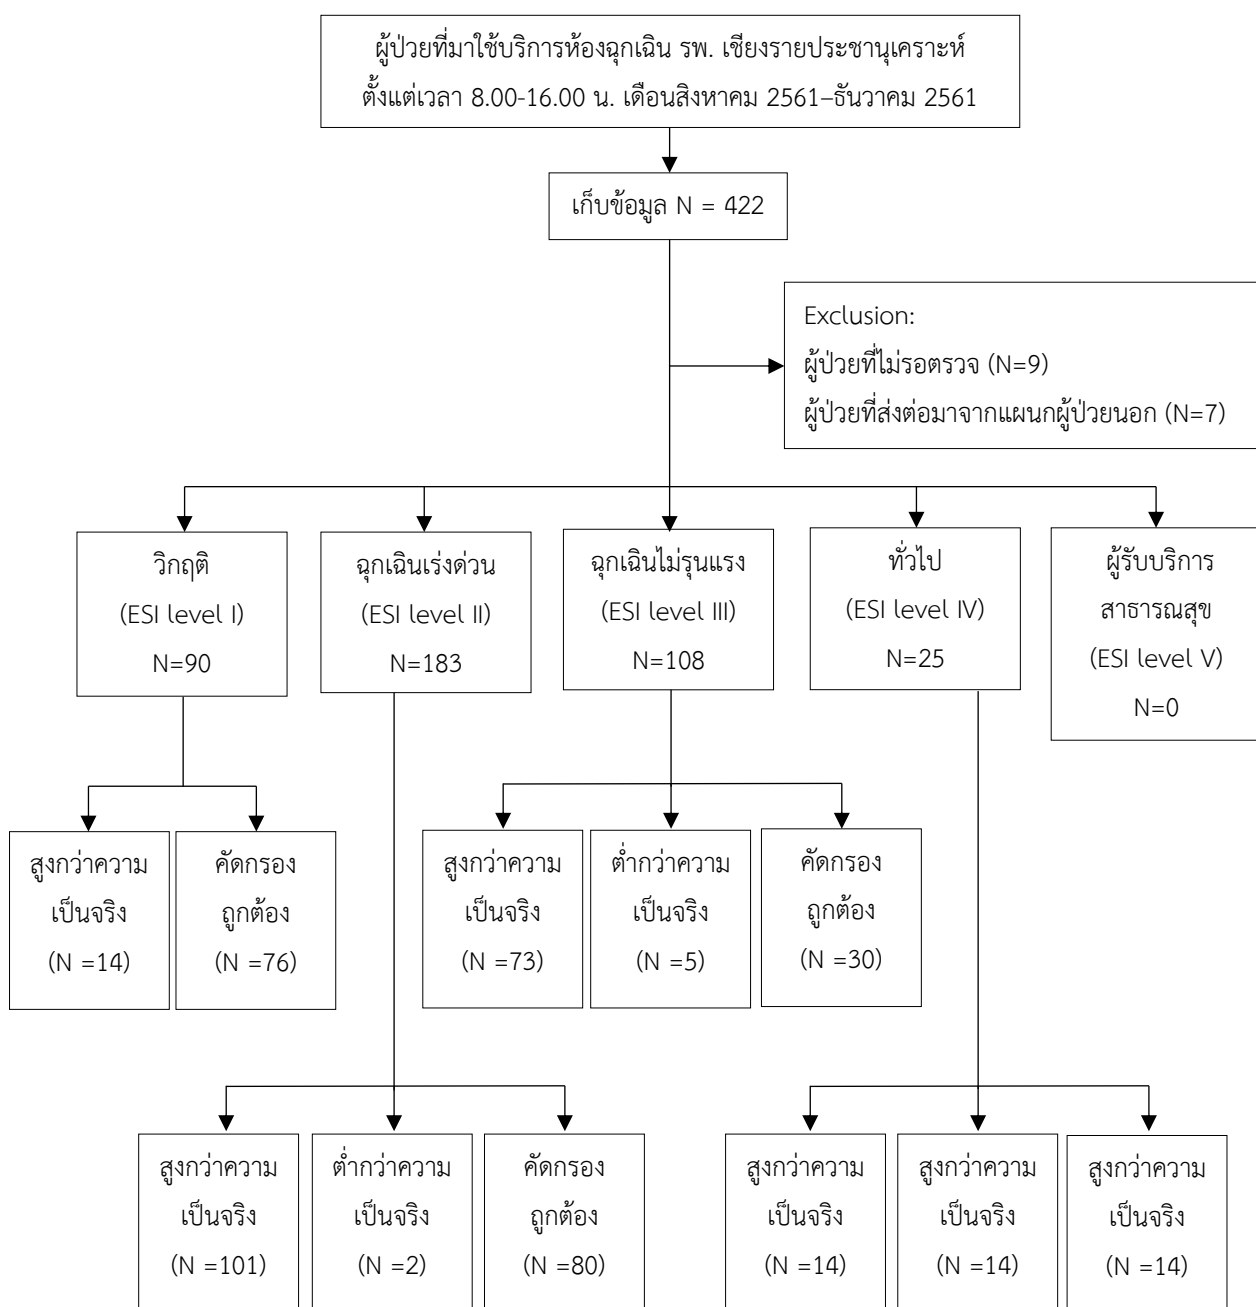 ผู้ป่วยที่มาใช้บริการห้องฉุกเฉิน รพ. เชียงรายประชานุเคราะห์
ตั้งแต่เวลา 8.00-16.00 น. เดือนสิงหาคม 2561–ธันวาคม 2561
เก็บข้อมูล N = 422
Exclusion:
ผู้ป่วยที่ไม่รอตรวจ (N=9)
ผู้ป่วยที่ส่งต่อมาจากแผนกผู้ป่วยนอก (N=7)
วิกฤติ
(ESI level I)
N=90
ฉุกเฉินเร่งด่วน
(ESI level II)
N=183
ฉุกเฉินไม่รุนแรง
(ESI level III)
N=108
ทั่วไป
(ESI level IV)
N=25
ผู้รับบริการ
สาธารณสุข
(ESI level V)
N=0
สูงกว่าความ
เป็นจริง
(N =14)
คัดกรอง
ถูกต้อง
(N =76)
สูงกว่าความ
เป็นจริง
(N =73)
ต่ำกว่าความ
เป็นจริง
(N =5)
คัดกรอง
ถูกต้อง
(N =30)
สูงกว่าความ
เป็นจริง
(N =101)
ต่ำกว่าความ
เป็นจริง
(N =2)
คัดกรอง
ถูกต้อง
(N =80)
สูงกว่าความ
เป็นจริง
(N =14)
สูงกว่าความ
เป็นจริง
(N =14)
สูงกว่าความ
เป็นจริง
(N =14)